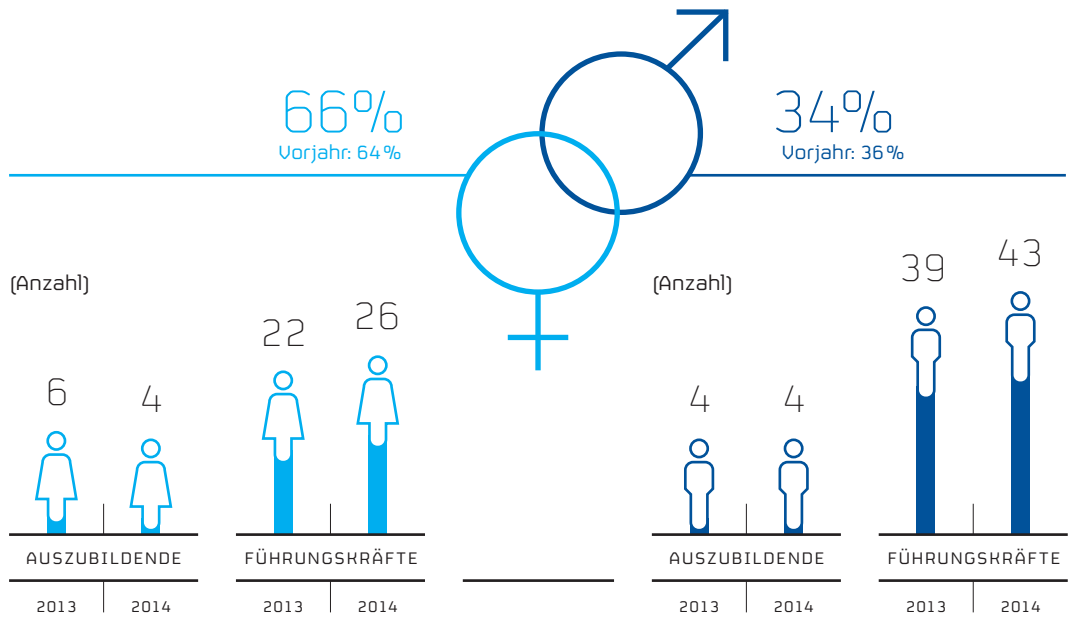 66%
Vorjahr: 64%
34%
Vorjahr: 36%
(Anzahl)
6
4
22
26
AUSZUBILDENDE
FÜHRUNGSKRÄFTE
2013
2014
2013
2014
(Anzahl)
4
4
39
43
AUSZUBILDENDE
FÜHRUNGSKRÄFTE
2013
2014
2013
2014